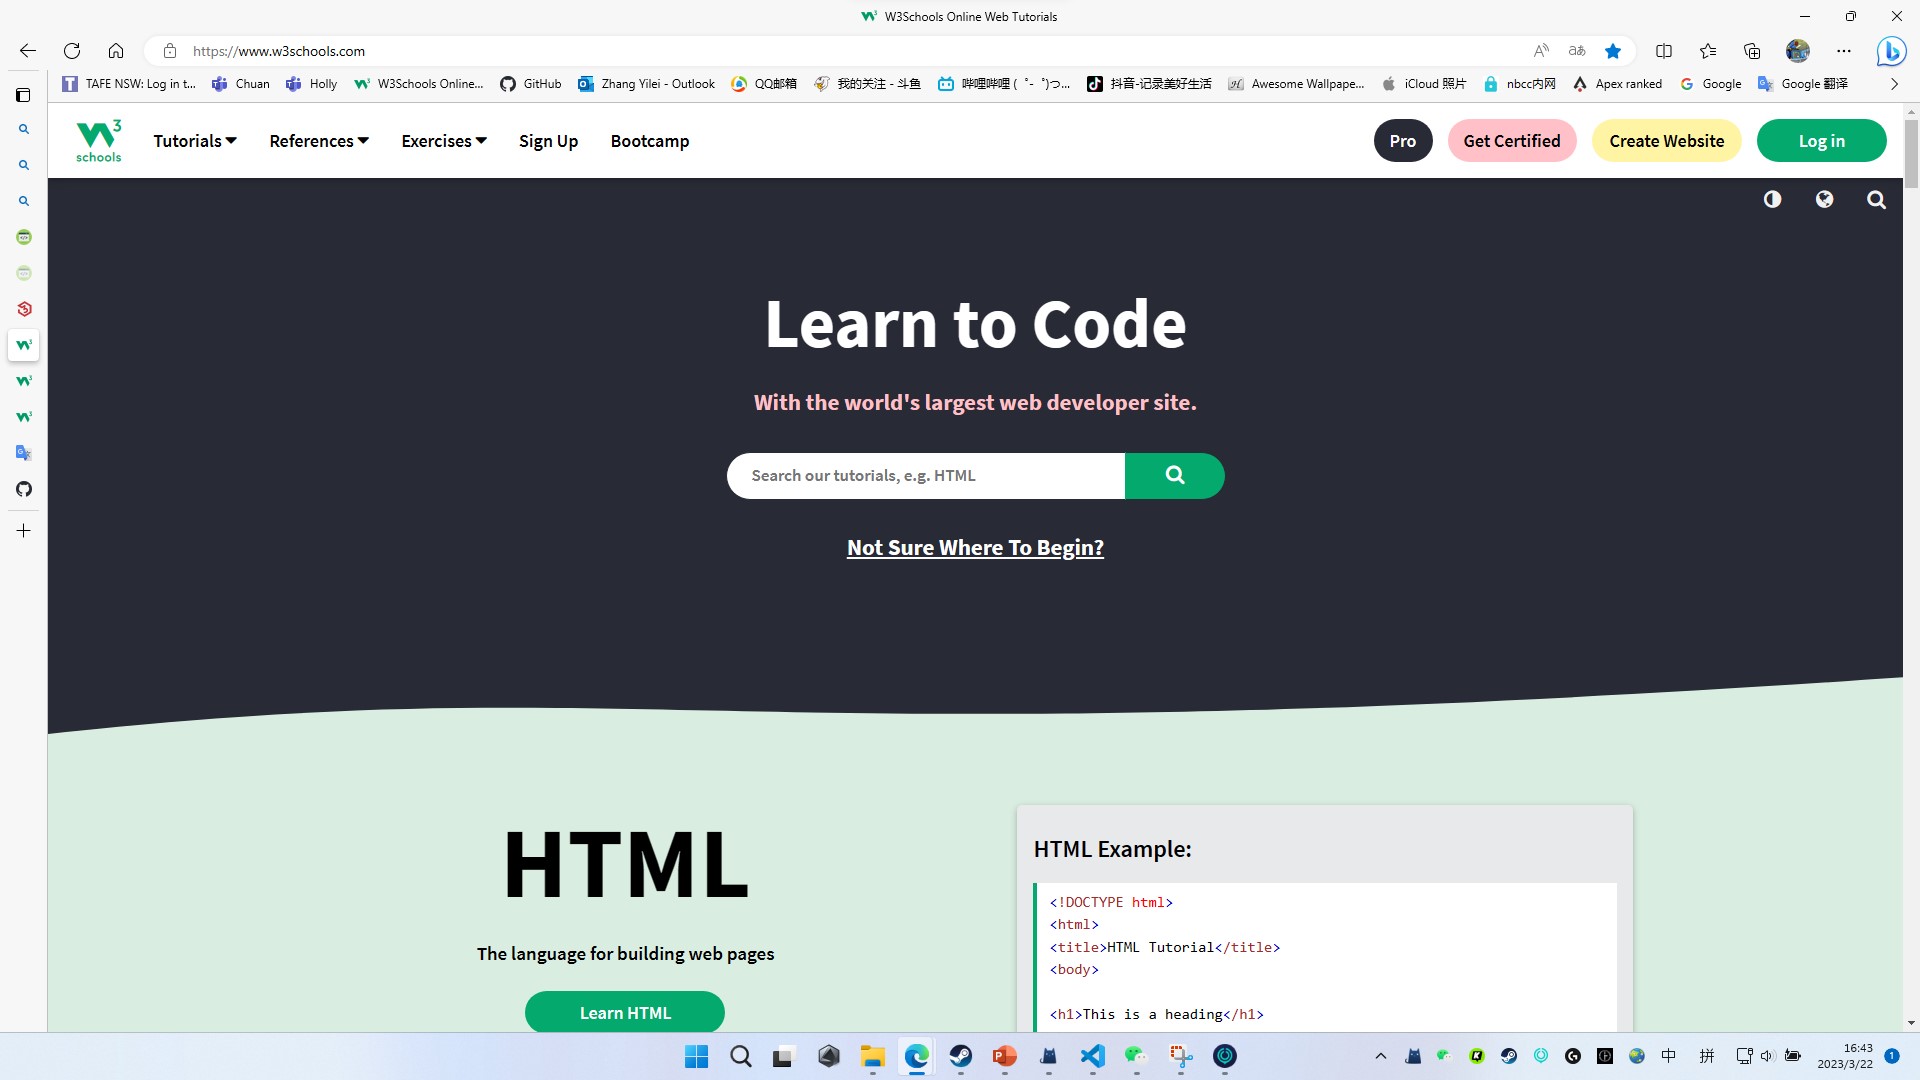 W3Schools Online Web Tutorials
https://www.w3schools.com
TAFE NSW: Log in t...
Chuan
Holly
W3Schools Online...
GitHub
Zhang Yilei - Outlook
QQ邮箱
我的关注 - 斗鱼
哔哩哔哩 ( ゜- ゜)つ...
抖音-记录美好生活
Awesome Wallpape...
iCloud 照片
nbcc内网
Apex ranked
Google
Google 翻译
W3
schools
Tutorials
References
Exercises
Sign Up
Bootcamp
Pro
Get Certified
Create Website
Log in
Learn to Code
With the world's largest web developer site.
Search our tutorials, e.g. HTML
Not Sure Where To Begin?
HTML
The language for building web pages
Learn HTML
HTML Example:
<!DOCTYPE html>
<html>
<title>HTML Tutorial</title>
<body>
<h1>This is a heading</h1>
中
拼
16:43
2023/3/22
1